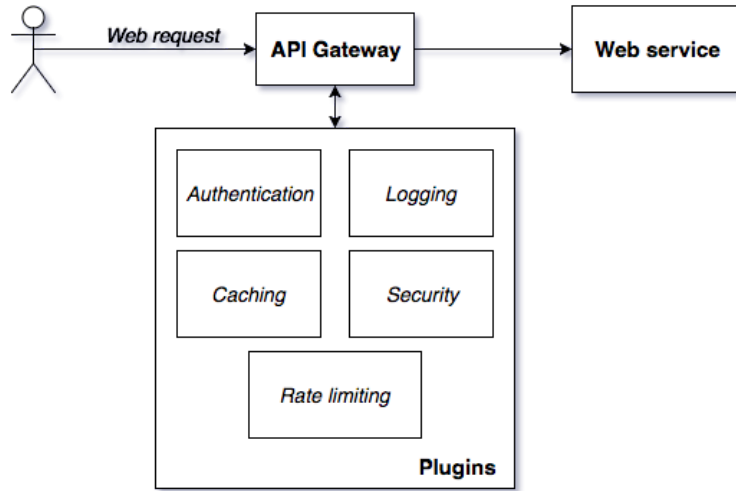 Web request
API Gateway
Web service
Authentication
Logging
Caching
Security
Rate limiting
Plugins